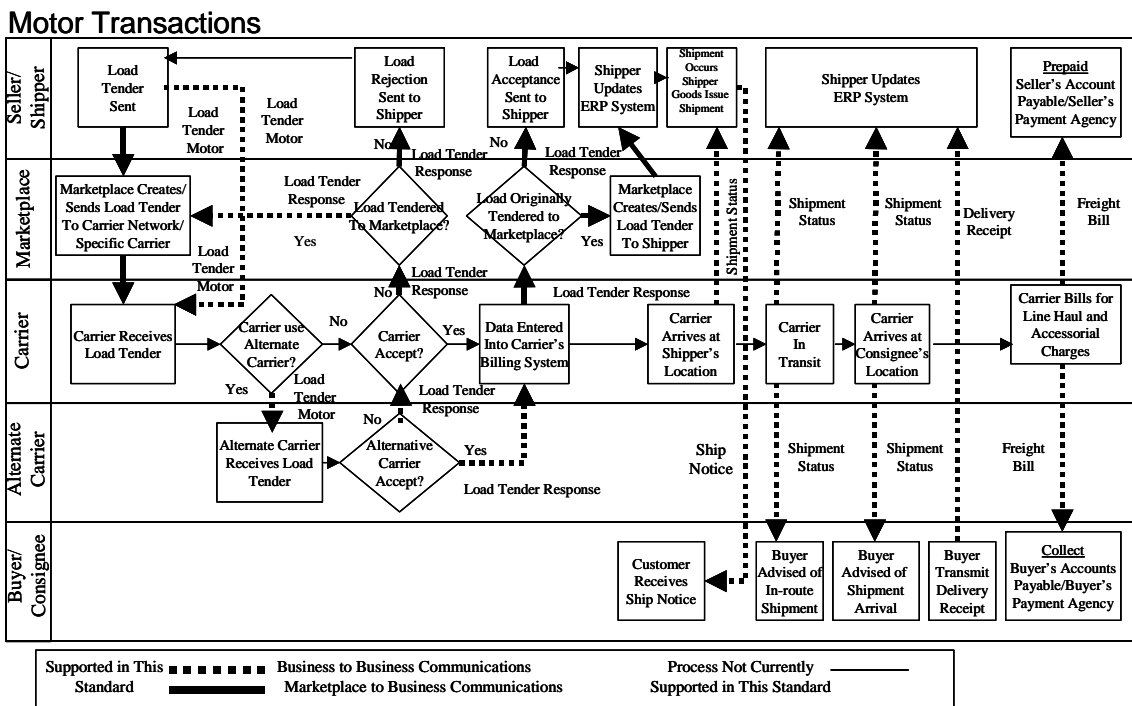 Motor Transactions
Seller/
Shipper
Load
Tender
Sent
Load
Tender
Motor
Load
Tender
Motor
Load
Rejection
Sent to
Shipper
Load
Acceptance
Sent to
Shipper
Shipper
Updates
ERP System
Shipment
Occurs
Shipper
Goods Issue
Shipment
Shipper Updates
ERP System
Prepaid
Seller's Account
Payable/Seller's
Payment Agency
No
Load Tender
Response
No
Load Tender
Response
Marketplace
Marketplace Creates/
Sends Load Tender
To Carrier Network/
Specific Carrier
Load Tender
Response
Yes
Load
Tender
Motor
Load Tendered
To Marketplace?
Load Originally
Tendered to
Marketplace?
Yes
Marketplace
Creates/Sends
Load Tender
To Shipper
Shipment Status
Shipment
Status
Shipment
Status
Delivery
Receipt
Freight
Bill
No
Load Tender
Response
Load Tender Response
Carrier
Carrier Receives
Load Tender
Carrier use
Alternate
Carrier?
No
Yes
Load
Tender
Motor
Carrier
Accept?
Yes
Data Entered
Into Carrier's
Billing System
Carrier
Arrives at
Shipper's
Location
Carrier
In
Transit
Carrier
Arrives at
Consignee's
Location
Carrier Bills for
Line Haul and
Accessorial
Charges
No
Load Tender
Response
Alternate
Carrier
Alternate Carrier
Receives Load
Tender
Alternative
Carrier
Accept?
Yes
Load Tender Response
Ship
Notice
Shipment
Status
Shipment
Status
Freight
Bill
Buyer/
Consignee
Customer
Receives
Ship Notice
Buyer
Advised of
In-route
Shipment
Buyer
Advised of
Shipment
Arrival
Buyer
Transmit
Delivery
Receipt
Collect
Buyer's Accounts
Payable/Buyer's
Payment Agency
Supported in This
Standard
Business to Business Communications
Marketplace to Business Communications
Process Not Currently
Supported in This Standard